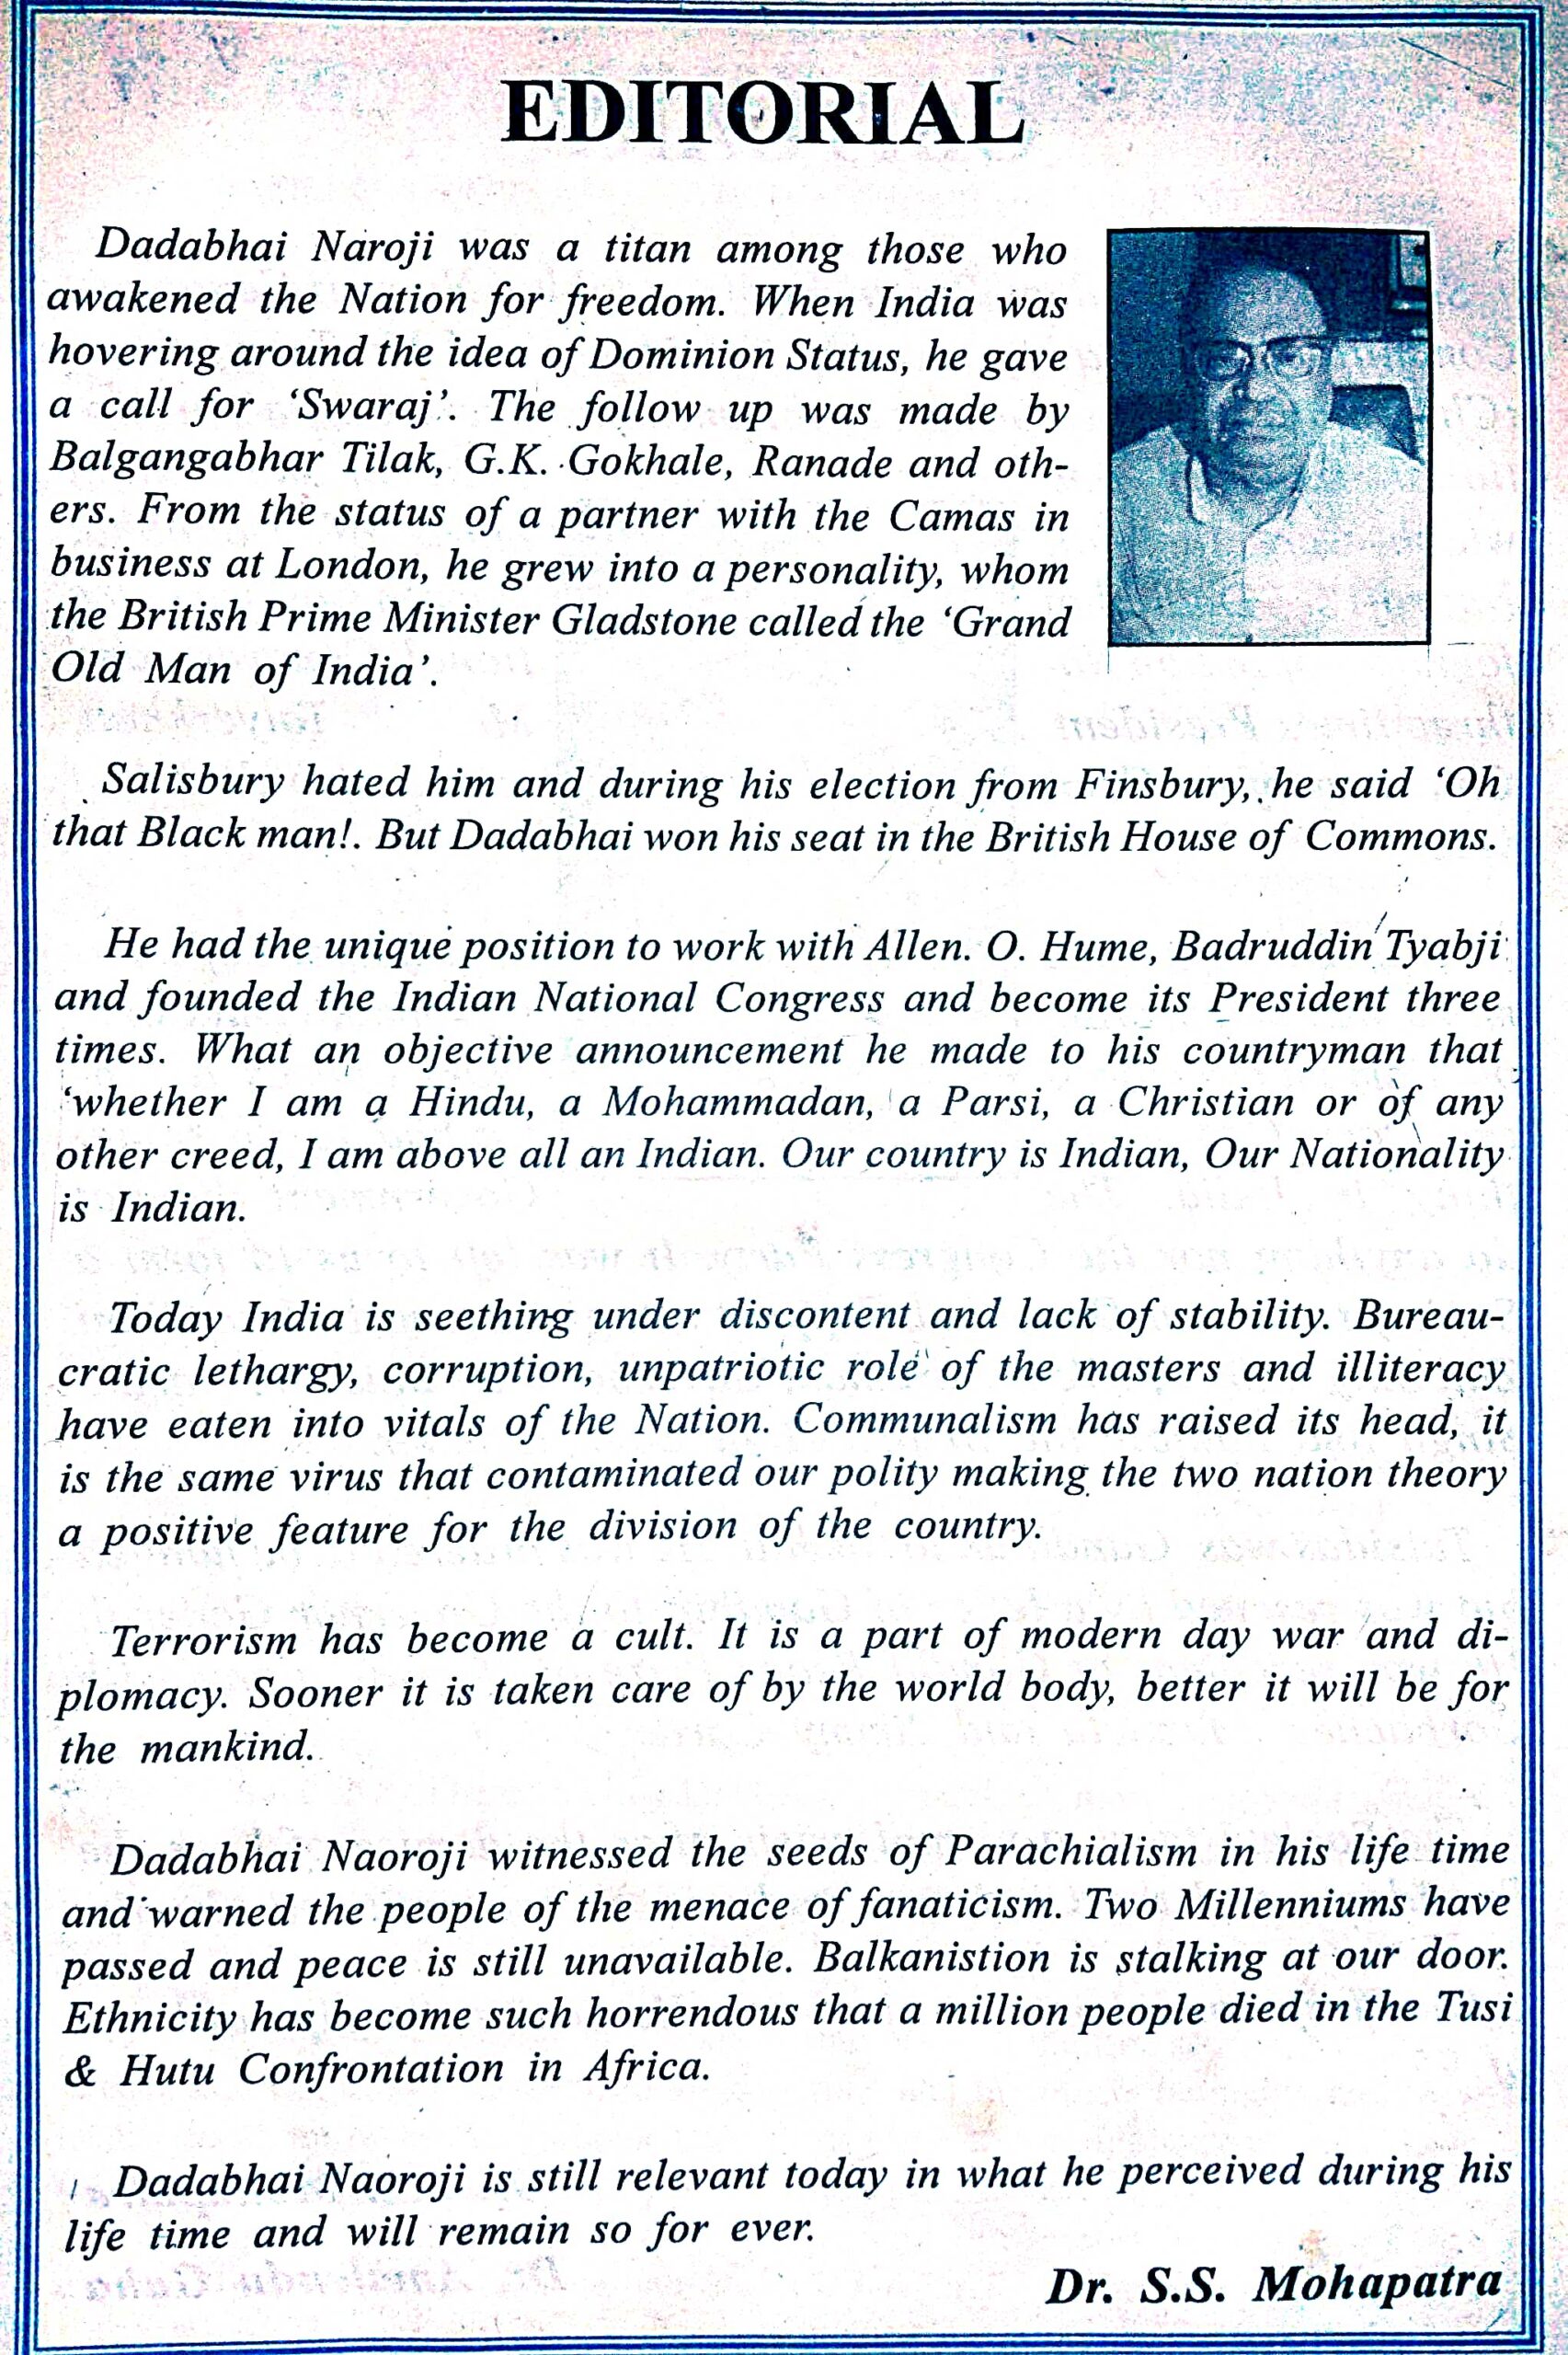 EDITORIAL
Dadabhai Naroji was a titan among those who
awakened the Nation for freedom. When India was
hovering around the idea of Dominion Status, he gave
a call for ‘Swaraj’. The follow up was made by
Balgangabhar Tilak, G.K. Gokhale, Ranade and oth-
ers. From the status of a partner with the Camas in
business at London, he grew into a personality, whom
the British Prime Minister Gladstone called the ‘Grand
Old Man of India’.
Salisbury hated him and during his election from Finsbury, he said ‘Oh
that Black man!. But Dadabhai won his seat in the British House of Commons.
He had the unique position to work with Allen. O. Hume, Badruddin Tyabji
and founded the Indian National Congress and become its President three
times. What an objective announcement he made to his countryman that
‘whether I am a Hindu, a Mohammadan, a Parsi, a Christian or of any
other creed, I am above all an Indian. Our country is Indian, Our Nationality
is Indian.
Today India is seething under discontent and lack of stability. Bureau-
cratic lethargy, corruption, unpatriotic role of the masters and illiteracy
have eaten into vitals of the Nation. Communalism has raised its head, it
is the same virus that contaminated our polity making the two nation theory
a positive feature for the division of the country.
Terrorism has become a cult. It is a part of modern day war and di-
plomacy. Sooner it is taken care of by the world body, better it will be for
the mankind.
Dadabhai Naoroji witnessed the seeds of Parachialism in his life time
and warned the people of the menace of fanaticism. Two Millenniums have
passed and peace is still unavailable. Balkanistion is stalking at our door.
Ethnicity has become such horrendous that a million people died in the Tusi
& Hutu Confrontation in Africa.
Dadabhai Naoroji is still relevant today in what he perceived during his
life time and will remain so for ever.
Dr. S.S. Mohapatra